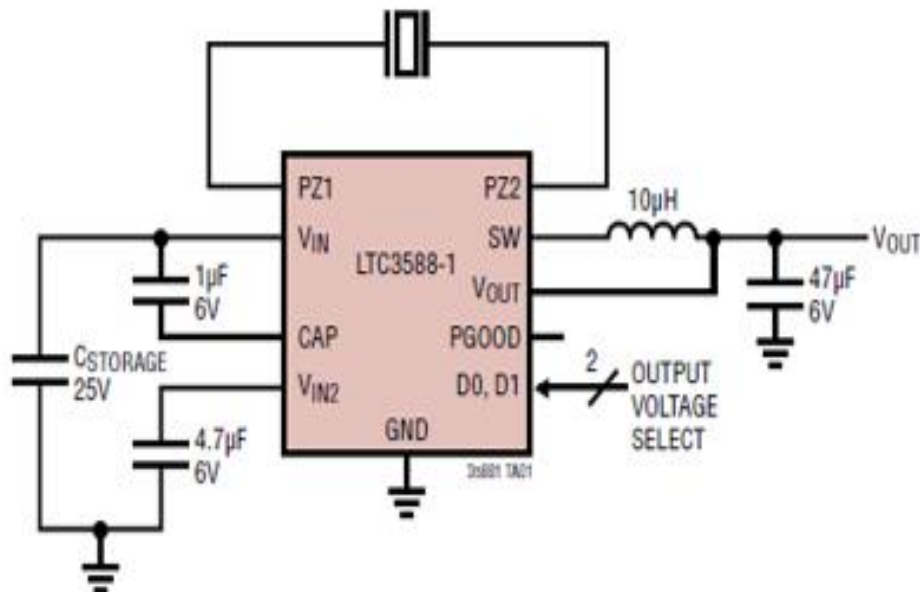 PZ1
PZ2
10µH
VIN
SW
VOUT
LTC3588-1
1µF
6V
VOUT
47µF
6V
CAP
PGOOD
CSTORAGE
25V
VIN2
D0, D1
2
OUTPUT
VOLTAGE
SELECT
4.7µF
6V
GND
TA01